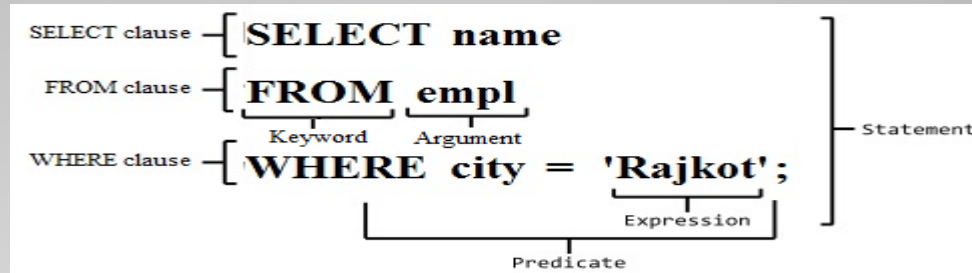 SELECT clause SELECT name
FROM clause FROM empl
Keyword Argument
Statement
WHERE clause WHERE city = 'Rajkot';
Expression
Predicate